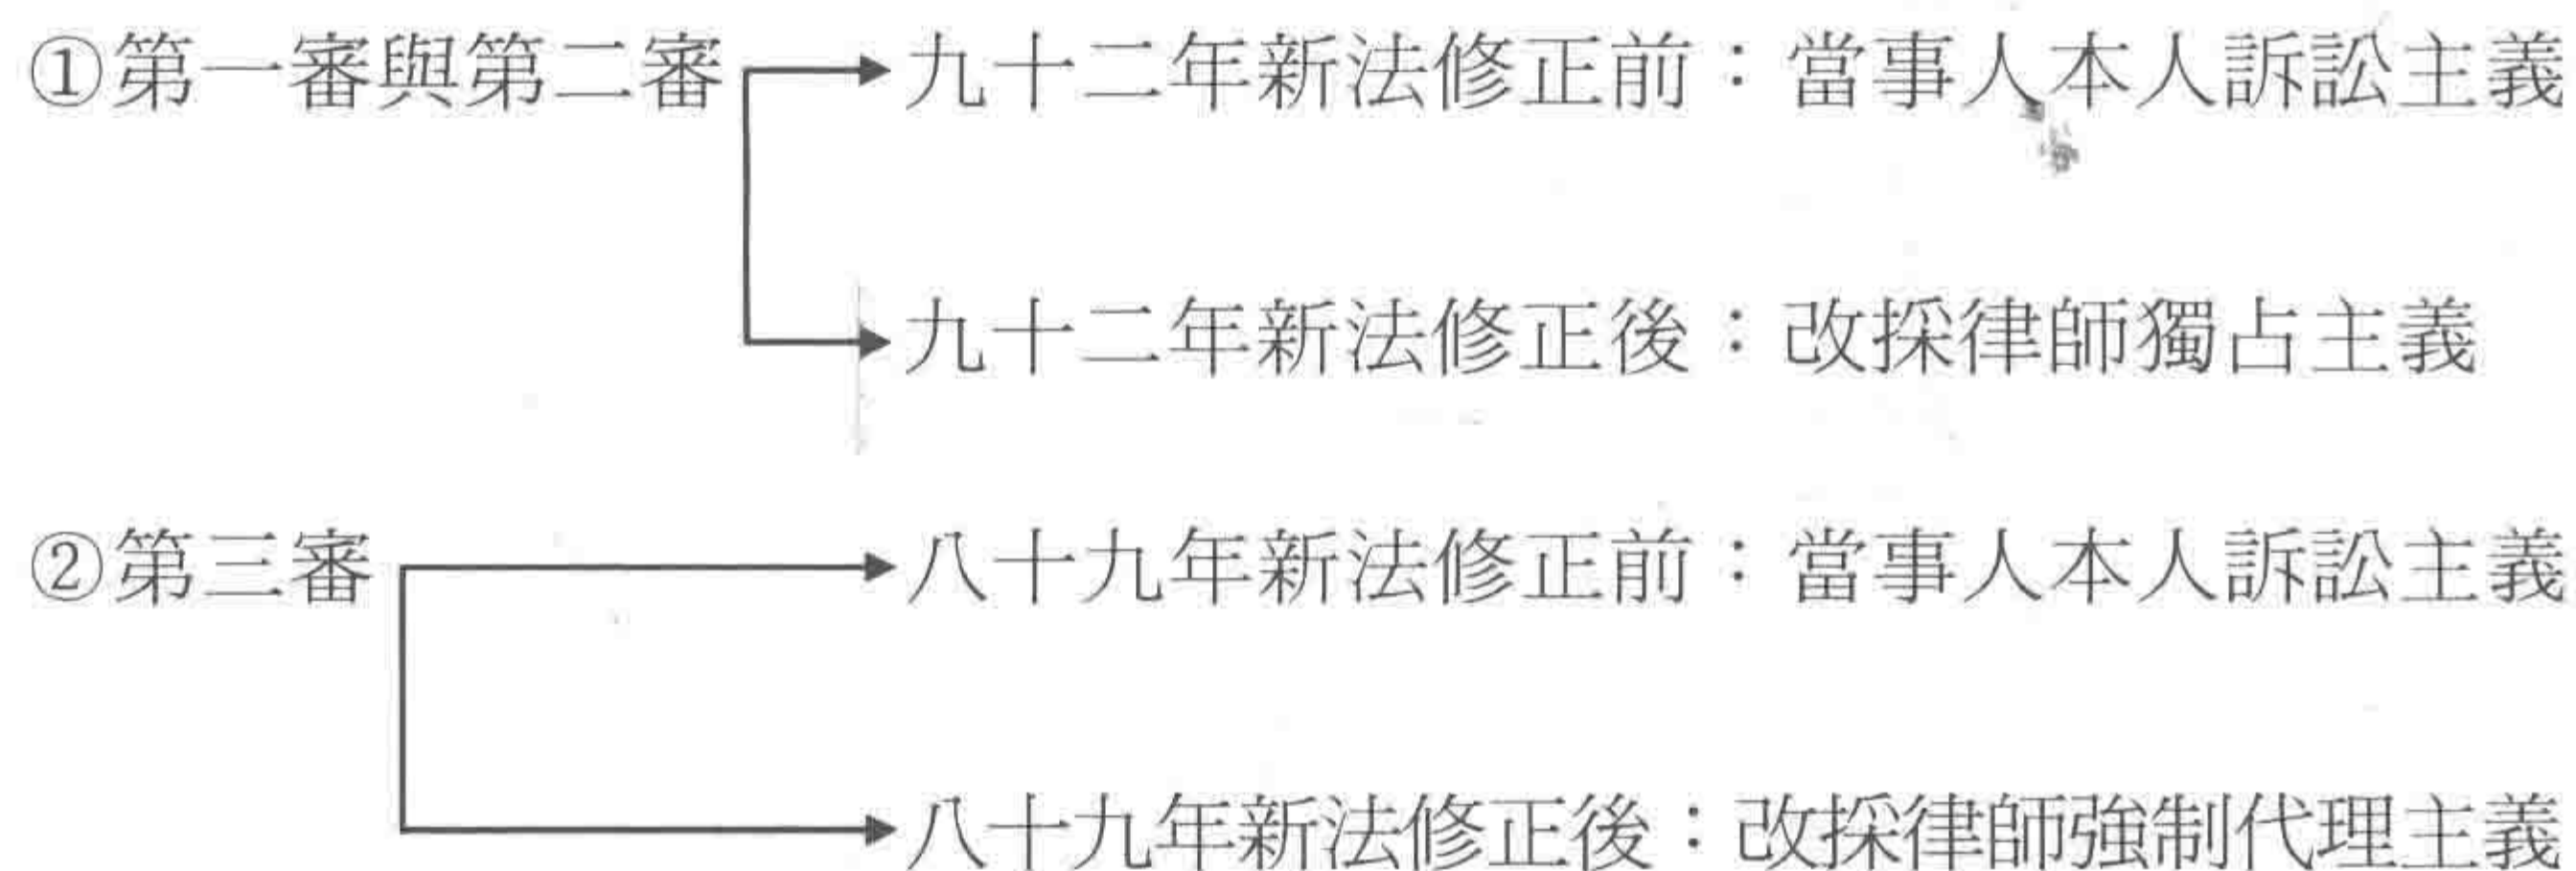 ①第一審與第二審 九十二年新法修正前：當事人本人訴訟主義
九十二年新法修正後：改採律師獨占主義
②第三審 八十九年新法修正前：當事人本人訴訟主義
八十九年新法修正後：改採律師強制代理主義